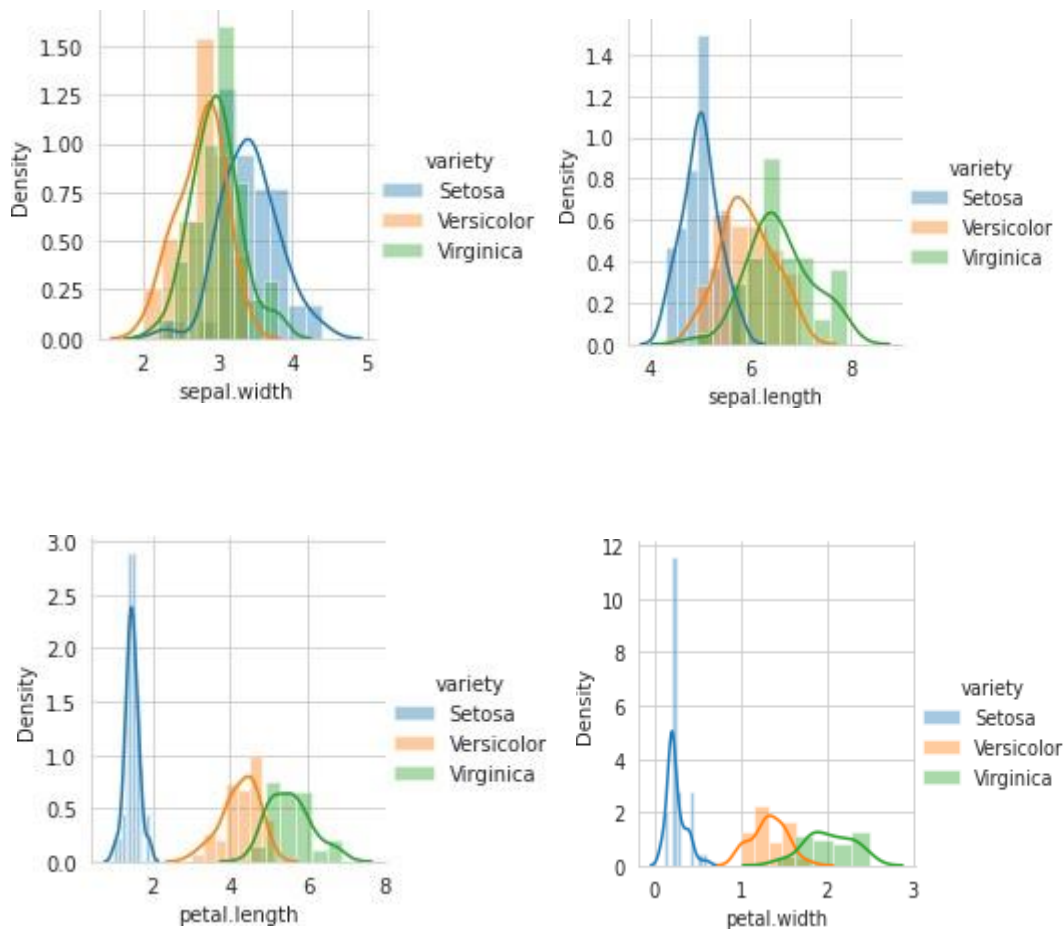 1.50
1.25
1.00
0.75
0.50
0.25
0.00
Density
2 3 4 5
sepal.width
variety
Setosa
Versicolor
Virginica
1.4
1.2
1.0
0.8
0.6
0.4
0.2
0.0
Density
4 6 8
sepal.length
variety
Setosa
Versicolor
Virginica
3.0
2.5
2.0
1.5
1.0
0.5
0.0
Density
2 4 6 8
petal.length
variety
Setosa
Versicolor
Virginica
12
10
8
6
4
2
0
Density
0 1 2 3
petal.width
variety
Setosa
Versicolor
Virginica